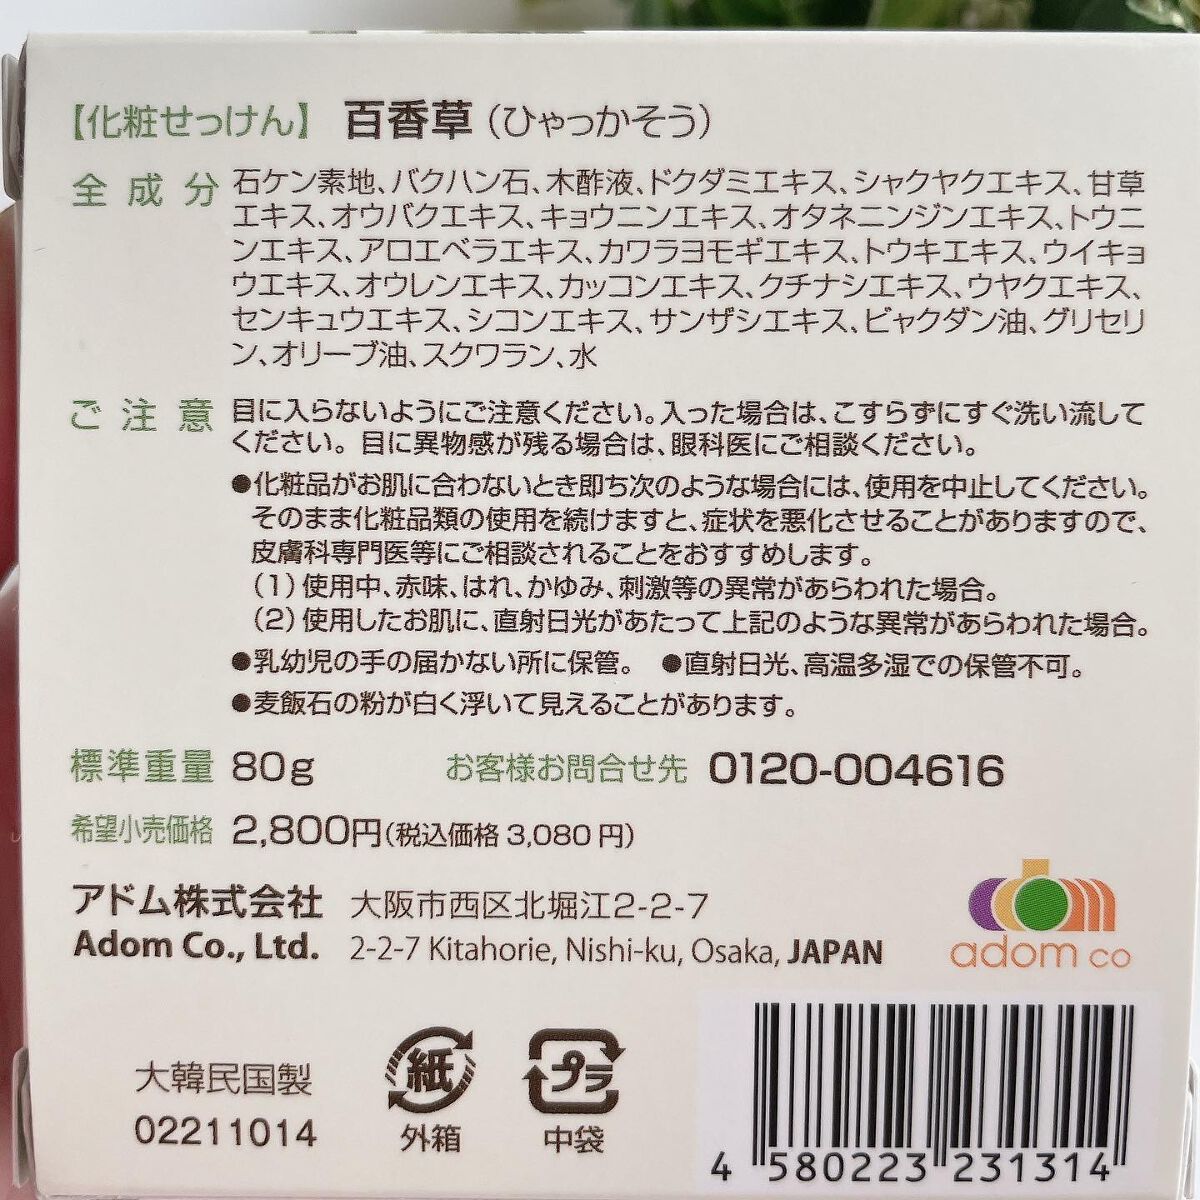 【化粧せっけん】 百香草（ひゃっかそう）
全成分 石ケン素地、バクハン石、木酢液、ドクダミエキス、シャクヤクエキス、甘草
エキス、オウバクエキス、キョウニンエキス、オタネニンジンエキス、トウニ
ンエキス、アロエベラエキス、カワラヨモギエキス、トウキエキス、ウイキョ
ウエキス、オウレンエキス、カッコンエキス、クチナシエキス、ウヤクエキス、
センキュウエキス、シコンエキス、サンザシエキス、ビャクダン油、グリセリ
ン、オリーブ油、スクワラン、水
ご注意 目に入らないようにご注意ください。入った場合は、こすらずにすぐ洗い流して
ください。目に異物感が残る場合は、眼科医にご相談ください。
●化粧品がお肌に合わないとき即ち次のような場合には、使用を中止してください。
そのまま化粧品類の使用を続けますと、症状を悪化させることがありますので、
皮膚科専門医等にご相談されることをおすすめします。
（1）使用中、赤味、はれ、かゆみ、刺激等の異常があらわれた場合。
（2）使用したお肌に、直射日光があたって上記のような異常があらわれた場合。
●乳幼児の手の届かない所に保管。 ●直射日光、高温多湿での保管不可。
●麦飯石の粉が白く浮いて見えることがあります。
標準重量 80g お客様お問合せ先 0120-004616
希望小売価格 2,800円（税込価格 3,080円）
アドム株式会社 大阪市西区北堀江2-2-7
Adom Co., Ltd. 2-2-7 Kitahorie, Nishi-ku, Osaka, JAPAN
adom co
大韓民国製
02211014
紙
外箱
プラ
中袋
4 580223 231314